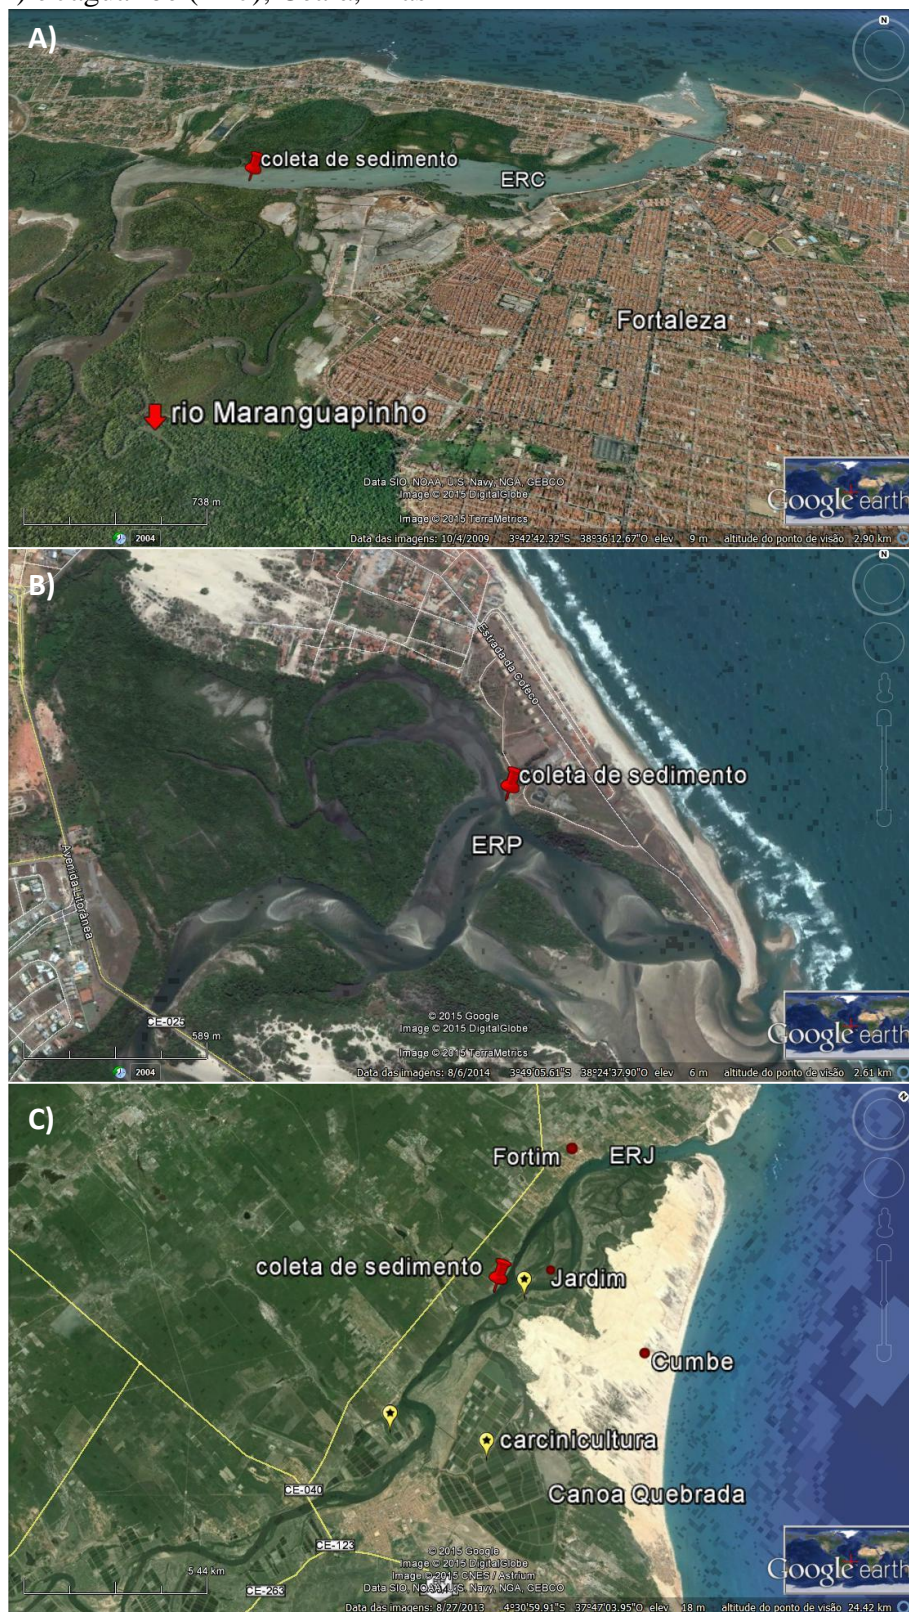 A)
N
coleta de sedimento
ERC
Fortaleza
rio Maranguapinho
Data SIO, NOAA, U.S. Navy, NGA, GEBCO
Image © 2015 DigitalGlobe
Image © 2015 TerraMetrics
738 m
Google earth
2004
Data das imagens: 10/4/2009 3°42'42.32"S 38°36'12.67"O elev 9 m altitude do ponto de visão 2.90 km
B)
N
Estrada da Cofeco
coleta de sedimento
ERP
Avenida Litorânea
CE-025
589 m
© 2015 Google
Image © 2015 DigitalGlobe
Image © 2015 TerraMetrics
Google earth
2004
Data das imagens: 8/6/2014 3°49'05.61"S 38°24'37.90"O elev 6 m altitude do ponto de visão 2.61 km
C)
N
Fortim
ERJ
coleta de sedimento
Jardim
Cumbe
carcinicultura
Canoa Quebrada
CE-040
CE-123
CE-263
5.44 km
© 2015 Google
Image © 2015 DigitalGlobe
Image © 2015 CNES / Astrium
Data SIO, NOAA, U.S. Navy, NGA, GEBCO
Google earth
Data das imagens: 8/27/2013 4°30'59.91"S 37°47'03.95"O elev 18 m altitude do ponto de visão 24.42 km